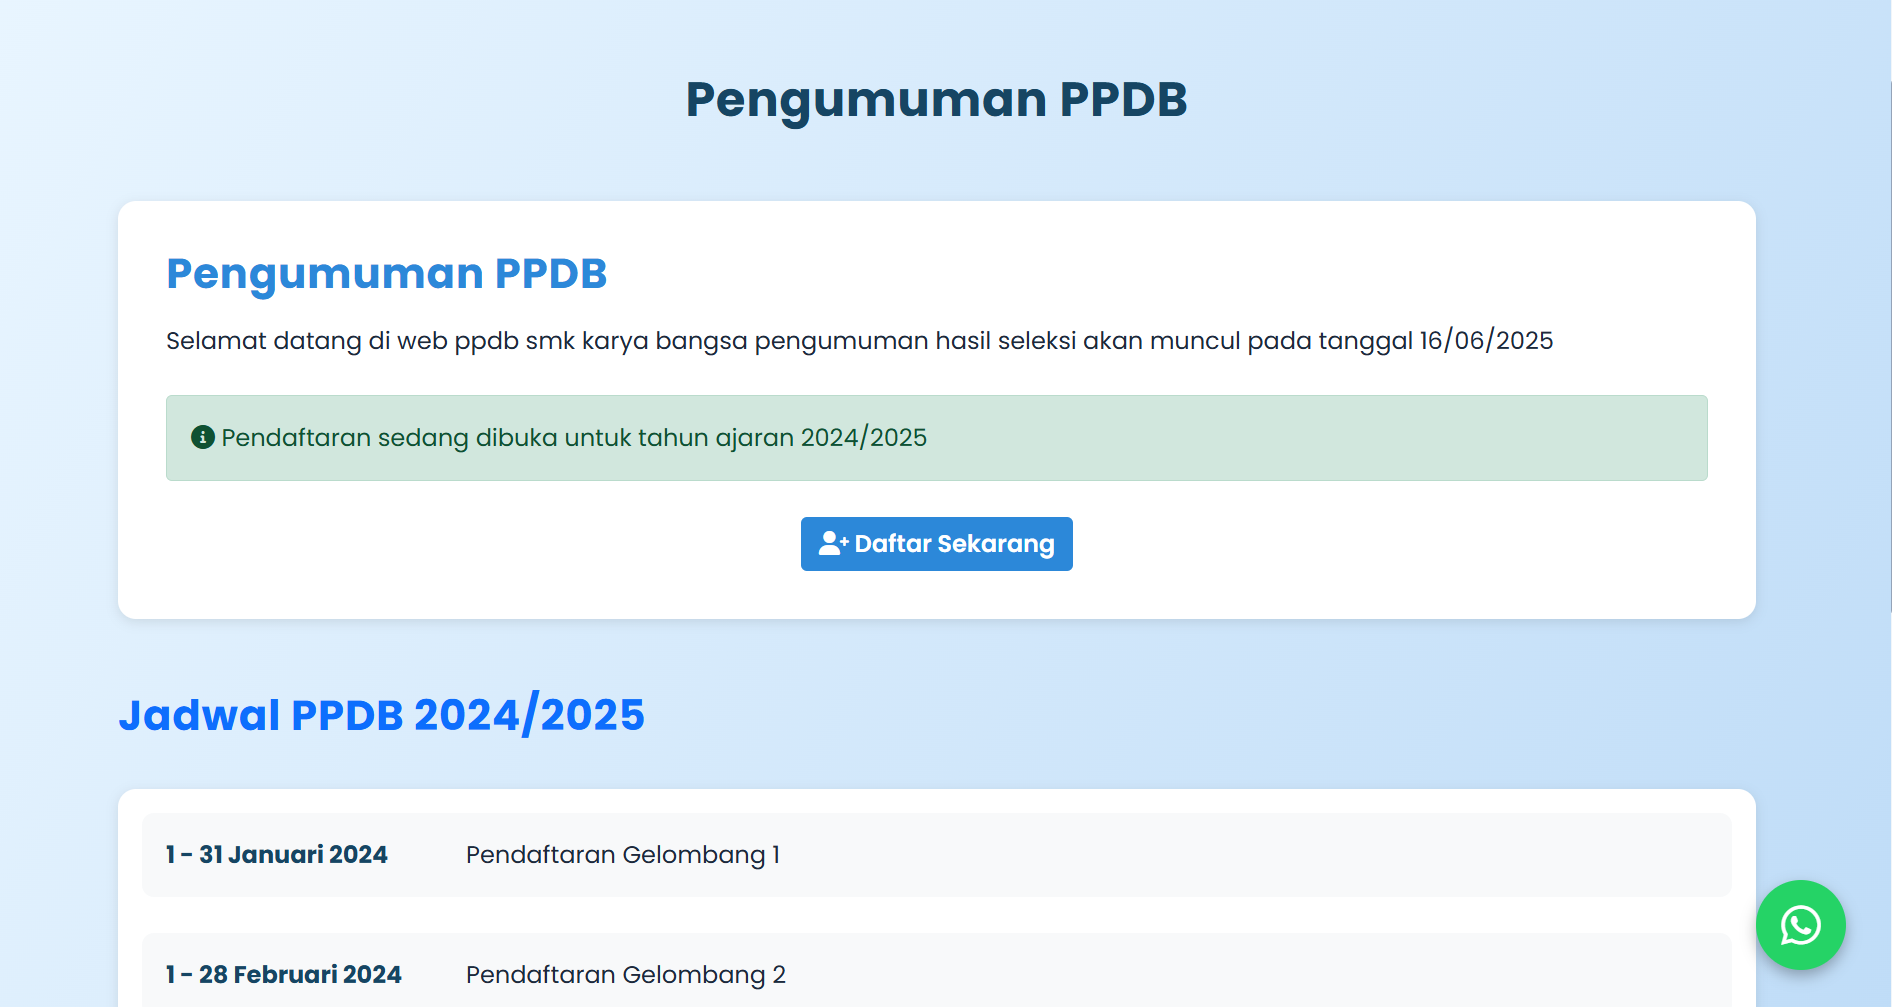 Pengumuman PPDB
Pengumuman PPDB
Selamat datang di web ppdb smk karya bangsa pengumuman hasil seleksi akan muncul pada tanggal 16/06/2025
Pendaftaran sedang dibuka untuk tahun ajaran 2024/2025
Daftar Sekarang
Jadwal PPDB 2024/2025
1 - 31 Januari 2024 Pendaftaran Gelombang 1
1 - 28 Februari 2024 Pendaftaran Gelombang 2